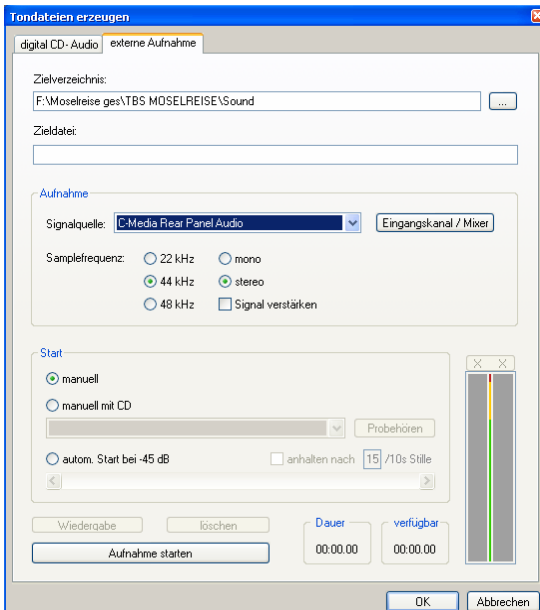 Tondateien erzeugen
digital CD- Audio externe Aufnahme
Zielverzeichnis:
F:\Moselreise ges\TBS MOSELREISE\Sound ...
Zieldatei:
Aufnahme
Signalquelle: C-Media Rear Panel Audio Eingangskanal / Mixer
Samplefrequenz: 22 kHz mono
44 kHz stereo
48 kHz Signal verstärken
Start
manuell
manuell mit CD
Probehören
autom. Start bei -45 dB anhalten nach 15 /10s Stille
X X
Wiedergabe löschen
Dauer verfügbar
Aufnahme starten 00:00.00 00:00.00
OK Abbrechen